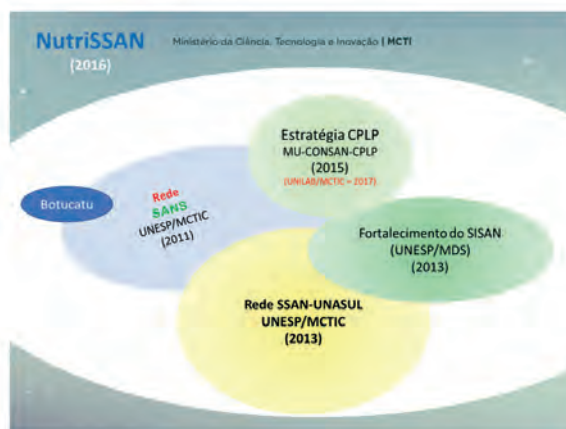 NutriSSAN
(2016)
Ministério da Ciência, Tecnologia e Inovação | MCTI
Estratégia CPLP
MU-CONSAN-CPLP
(2015)
(UNILAB/MCTIC – 2017)
Botucatu
Rede
SANS
UNESP/MCTIC
(2011)
Fortalecimento do SISAN
(UNESP/MDS)
(2013)
Rede SSAN-UNASUL
UNESP/MCTIC
(2013)